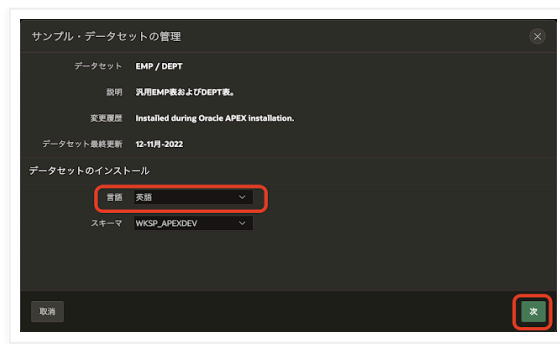 サンプル・データセットの管理
データセット EMP / DEPT
説明 汎用EMP表およびDEPT表。
変更履歴 Installed during Oracle APEX installation.
データセット最終更新 12-11月-2022
データセットのインストール
言語 英語
スキーマ WKSP_APEXDEV
取消 次